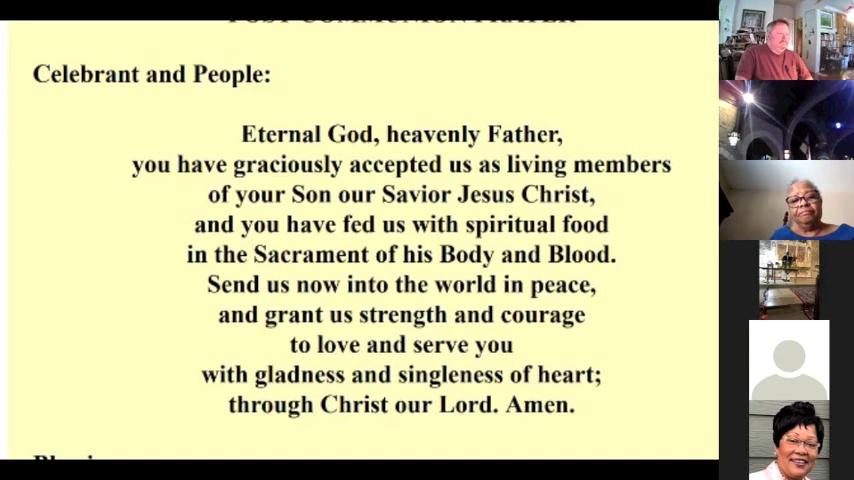 POST COMMUNION PRAYER
Celebrant and People:
Eternal God, heavenly Father,
you have graciously accepted us as living members
of your Son our Savior Jesus Christ,
and you have fed us with spiritual food
in the Sacrament of his Body and Blood.
Send us now into the world in peace,
and grant us strength and courage
to love and serve you
with gladness and singleness of heart;
through Christ our Lord. Amen.